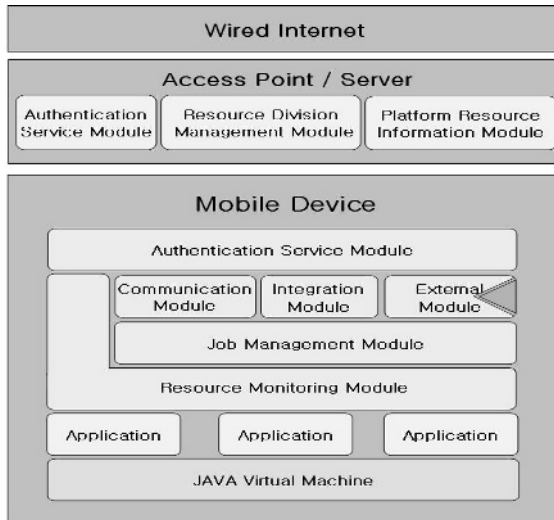 Wired Internet
Access Point / Server
Authentication
Service Module
Resource Division
Management Module
Platform Resource
Information Module
Mobile Device
Authentication Service Module
Communication
Module
Integration
Module
External
Module
Job Management Module
Resource Monitoring Module
Application
Application
Application
JAVA Virtual Machine